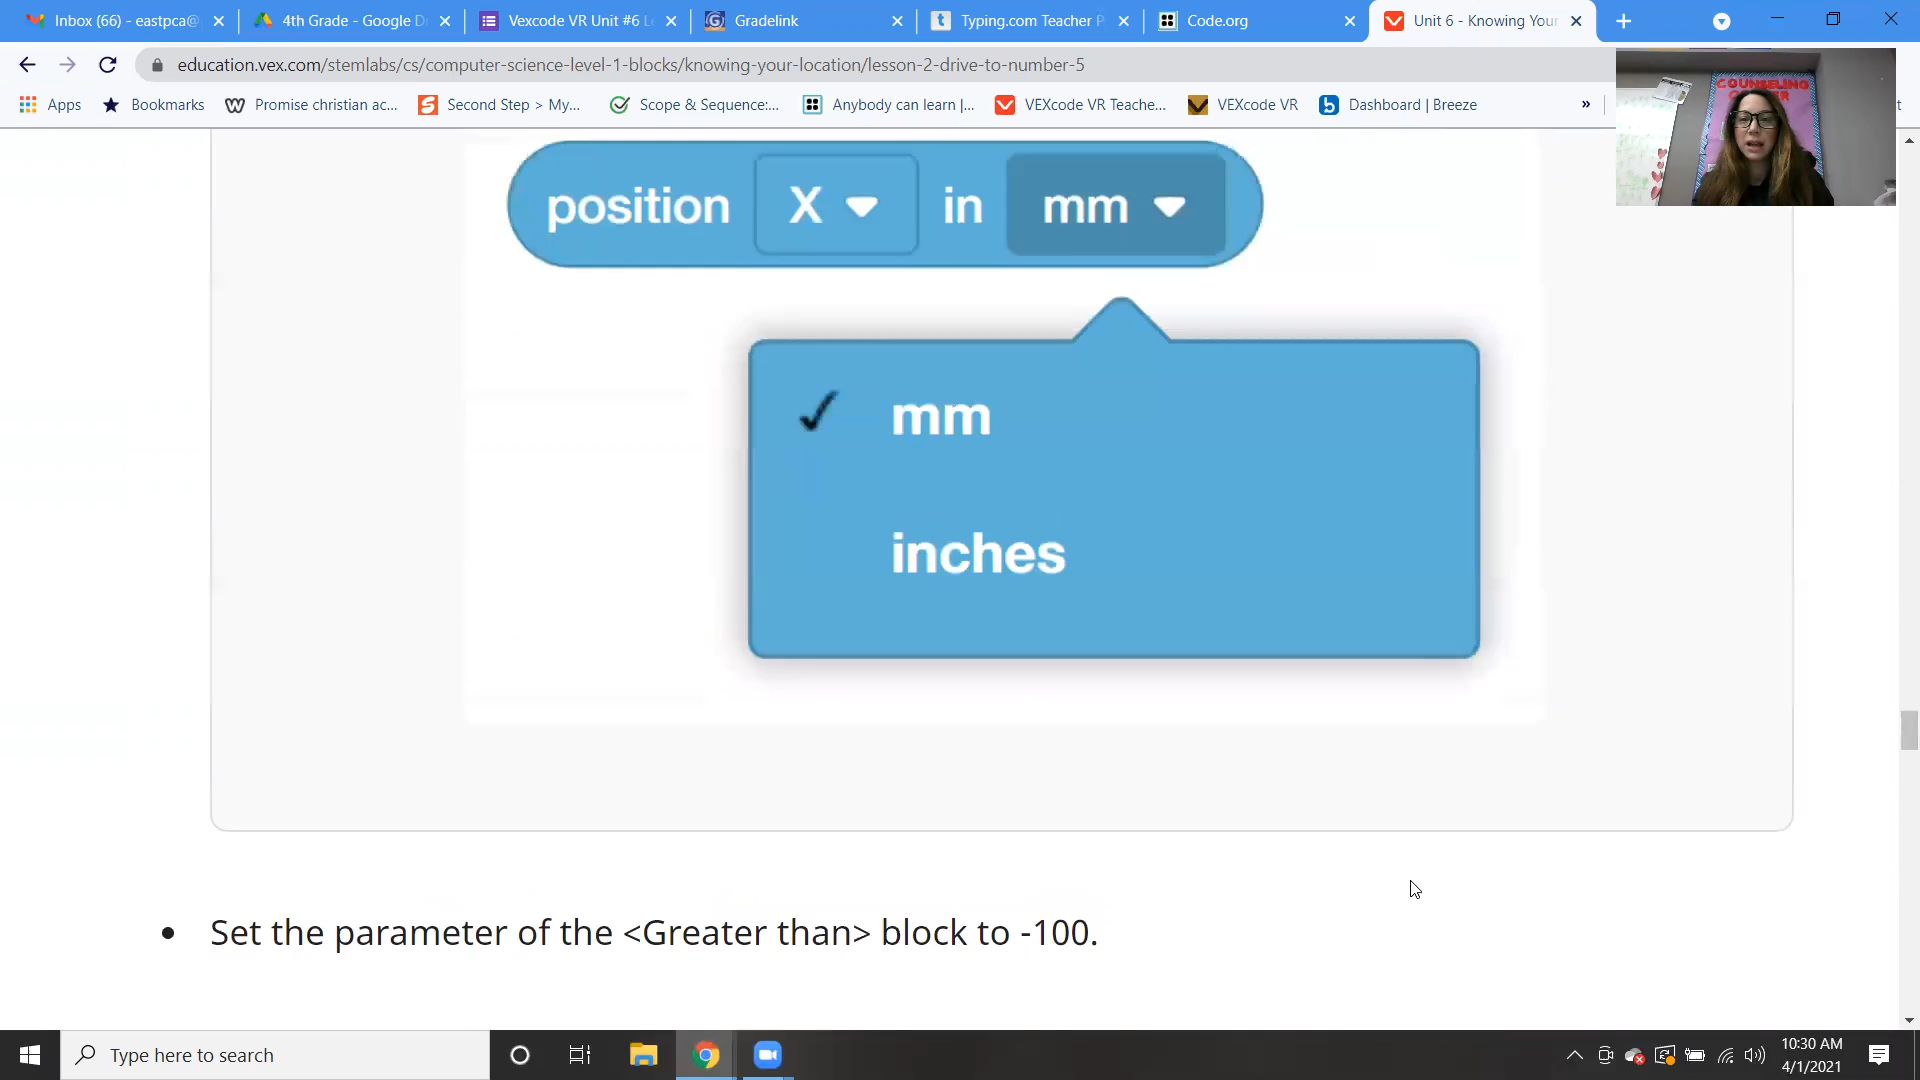 Inbox (66) - eastpca@
4th Grade - Google D
Vexcode VR Unit #6 L
Gradelink
Typing.com Teacher P
Code.org
Unit 6 - Knowing Your
education.vex.com/stemlabs/cs/computer-science-level-1-blocks/knowing-your-location/lesson-2-drive-to-number-5
Apps
Bookmarks
Promise christian ac...
Second Step > My...
Scope & Sequence:...
Anybody can learn |...
VEXcode VR Teache...
VEXcode VR
Dashboard | Breeze
»
COUNSELING
position X in mm
mm
inches
• Set the parameter of the <Greater than> block to -100.
Type here to search
10:30 AM
4/1/2021